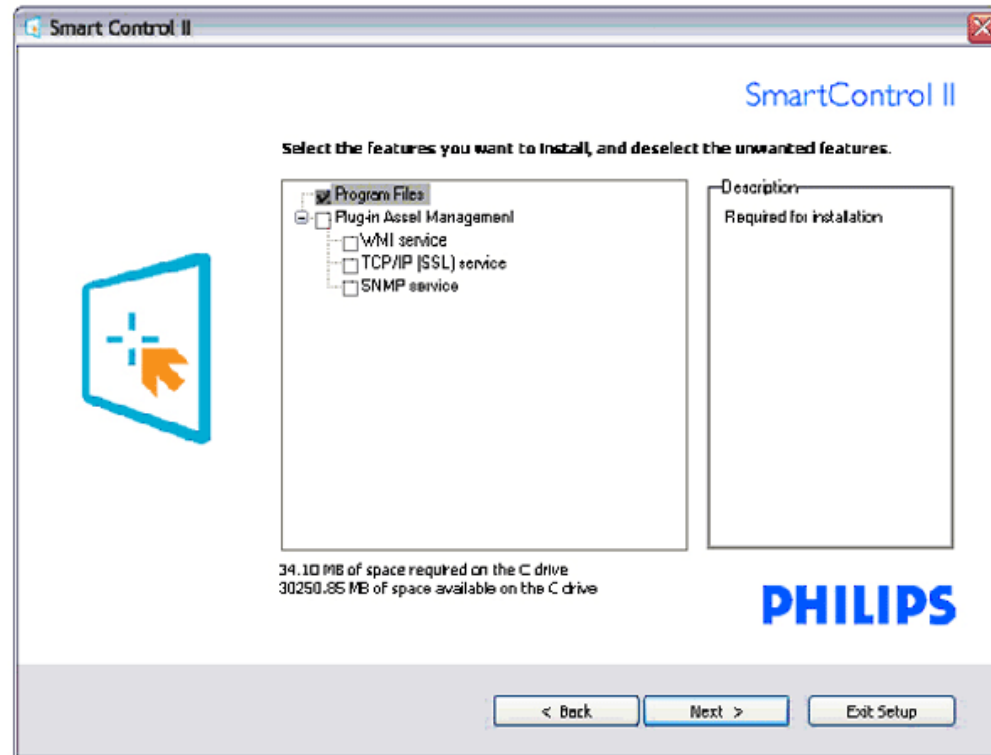 Smart Control II
SmartControl II
Select the features you want to install, and deselect the unwanted features.
Program Files
Plug-in Asset Management
WMI service
TCP/IP (SSL) service
SNMP service
Description
Required for installation
34.10 MB of space required on the C drive
30250.85 MB of space available on the C drive
PHILIPS
< Back
Next >
Exit Setup